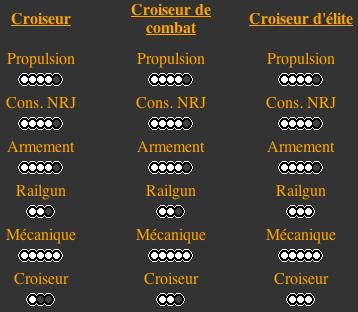 Croiseur
Croiseur de combat
Croiseur d'élite
Propulsion Propulsion Propulsion
Cons. NRJ Cons. NRJ Cons. NRJ
Armement Armement Armement
Railgun Railgun Railgun
Mécanique Mécanique Mécanique
Croiseur Croiseur Croiseur